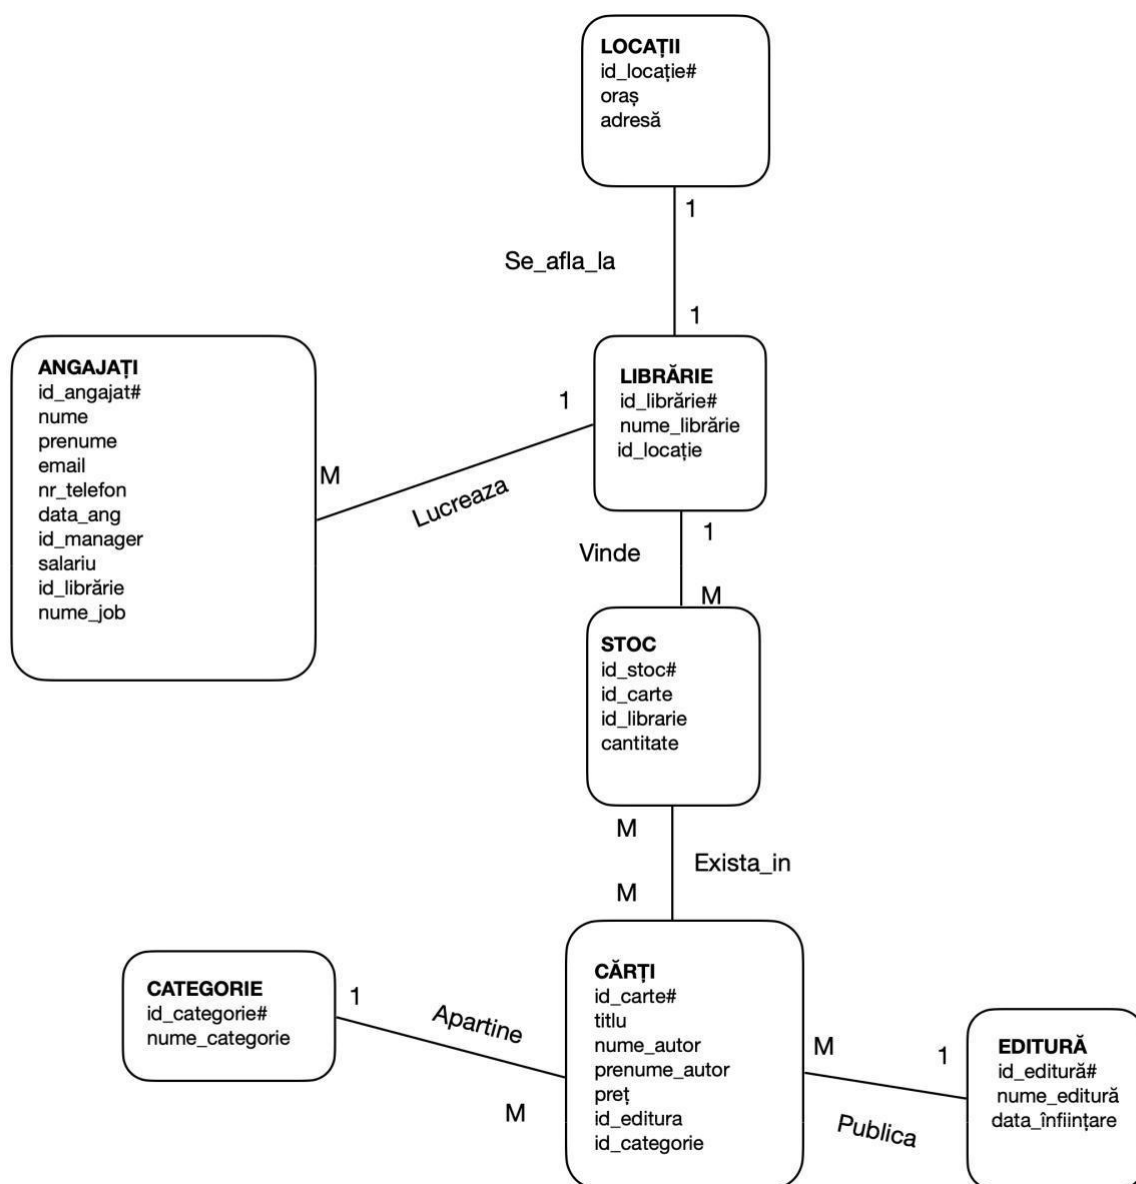 LOCAȚII
id_locație#
oraș
adresă
1
Se_afla_la
1
ANGAJAȚI
id_angajat#
nume
prenume
email
nr_telefon
data_ang
id_manager
salariu
id_librărie
nume_job
M
Lucreaza
1
LIBRĂRIE
id_librărie#
nume_librărie
id_locație
1
Vinde
M
STOC
id_stoc#
id_carte
id_librarie
cantitate
M
Exista_in
M
CATEGORIE
id_categorie#
nume_categorie
1
Apartine
M
CĂRȚI
id_carte#
titlu
nume_autor
prenume_autor
preț
id_editura
id_categorie
M
Publica
1
EDITURĂ
id_editură#
nume_editură
data_înființare